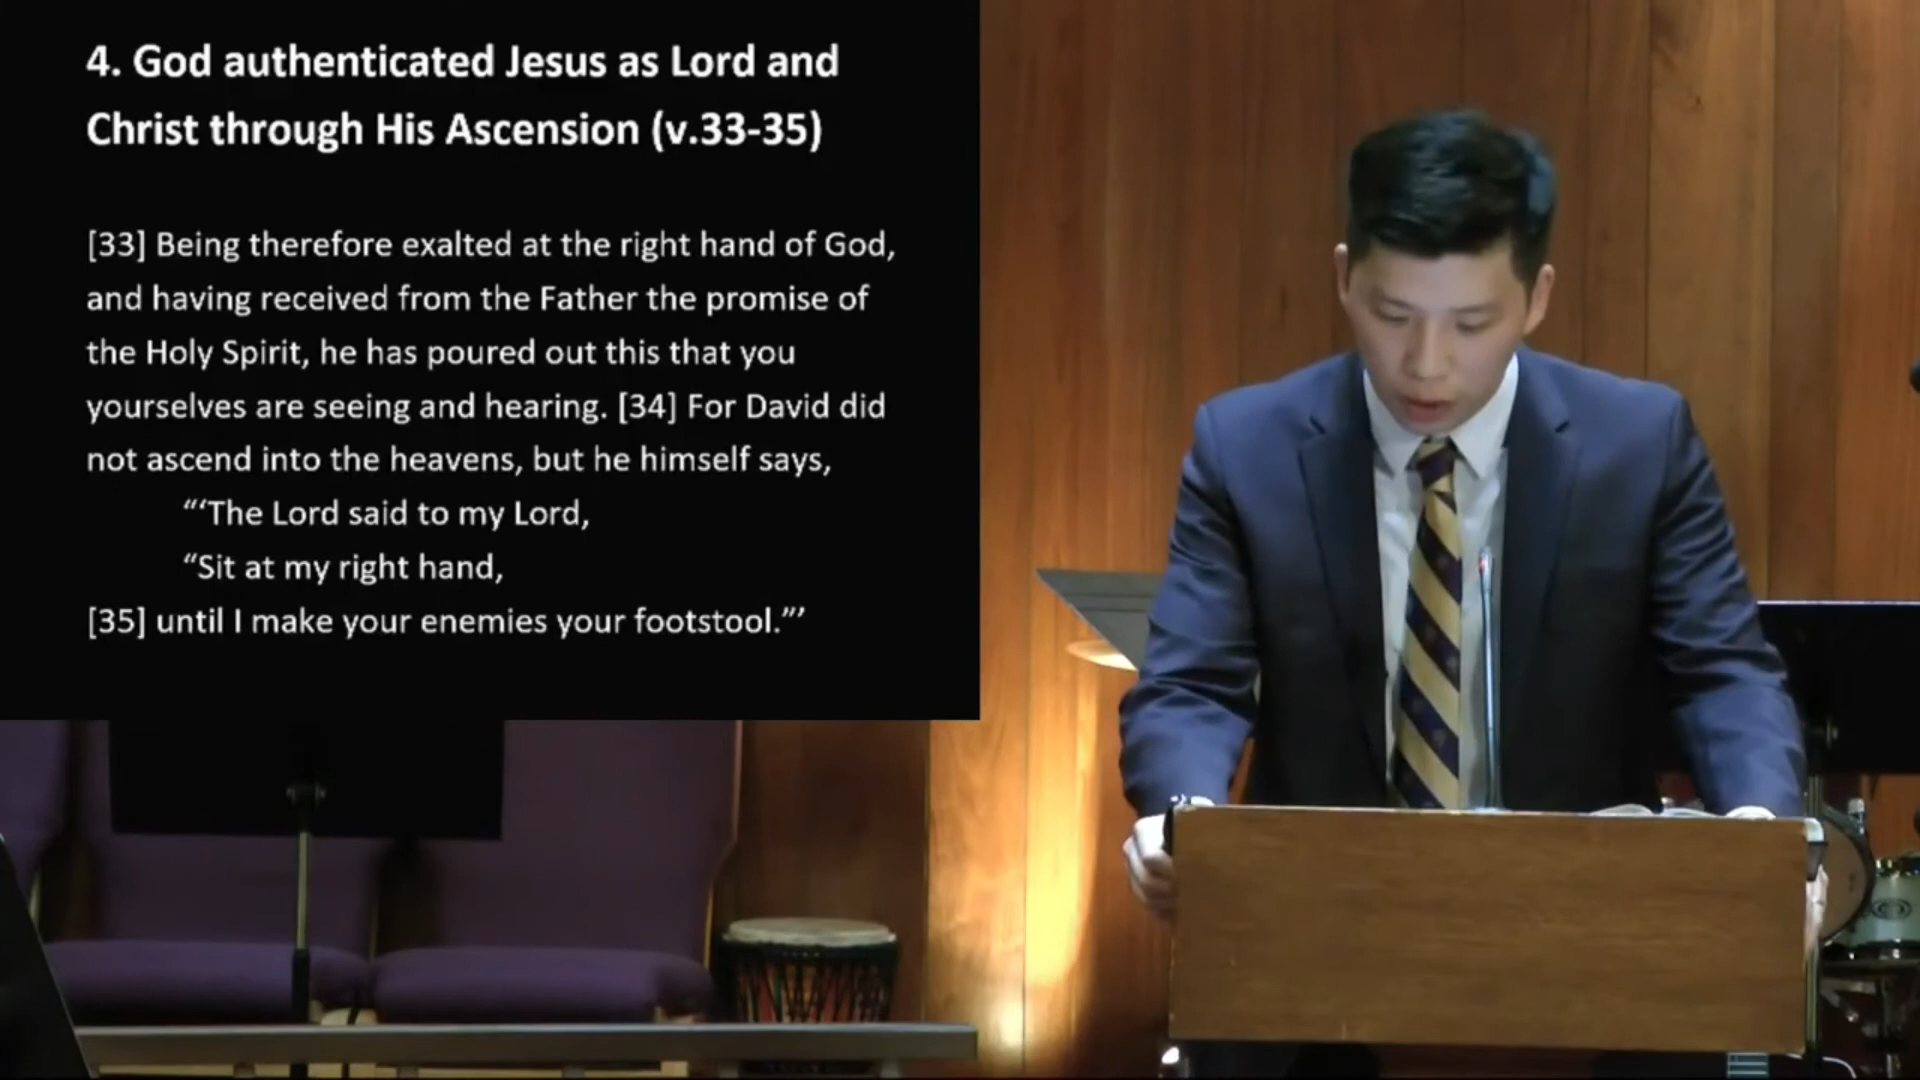 4. God authenticated Jesus as Lord and
Christ through His Ascension (v.33-35)
[33] Being therefore exalted at the right hand of God,
and having received from the Father the promise of
the Holy Spirit, he has poured out this that you
yourselves are seeing and hearing. [34] For David did
not ascend into the heavens, but he himself says,
“‘The Lord said to my Lord,
“Sit at my right hand,
[35] until I make your enemies your footstool.”’